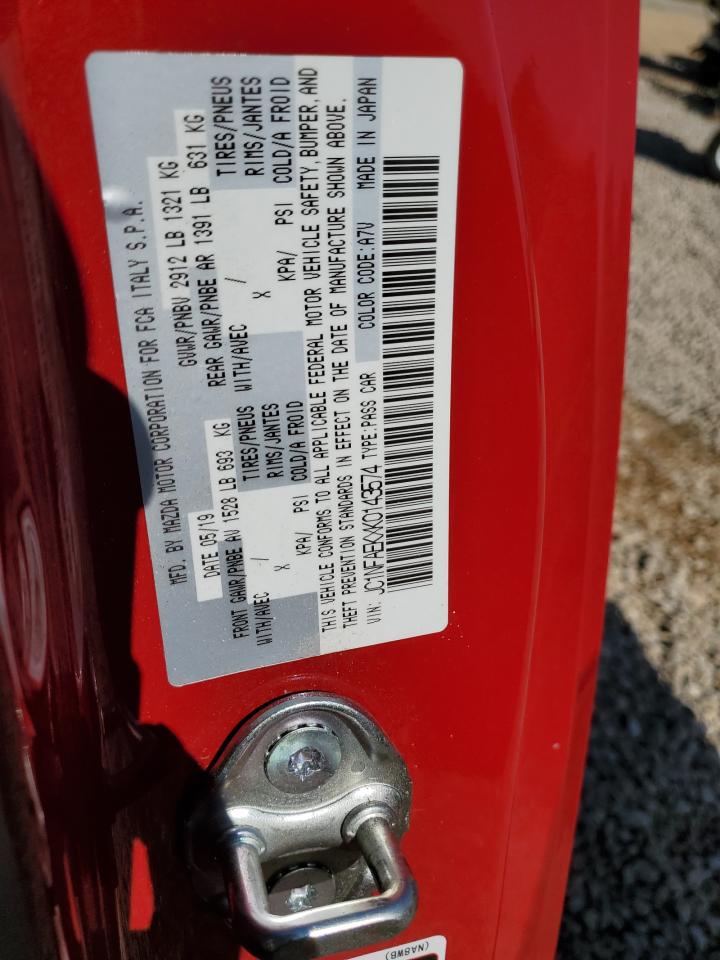 MFD. BY MAZDA MOTOR CORPORATION FOR FCA ITALY S.P.A.
DATE 05/19 GVWR/PNBV 2912 LB 1321 KG
FRONT GAWR/PNBE AV 1528 LB 693 KG REAR GAWR/PNBE AR 1391 LB 631 KG
WITH/AVEC TIRES/PNEUS WITH/AVEC TIRES/PNEUS
X / RIMS/JANTES X / RIMS/JANTES
KPA/ PSI COLD/A FROID KPA/ PSI COLD/A FROID
THIS VEHICLE CONFORMS TO ALL APPLICABLE FEDERAL MOTOR VEHICLE SAFETY, BUMPER, AND
THEFT PREVENTION STANDARDS IN EFFECT ON THE DATE OF MANUFACTURE SHOWN ABOVE.
VIN: JC1NFAEKXK0143574 TYPE:PASS CAR COLOR CODE:A7V MADE IN JAPAN
(NA8WB)